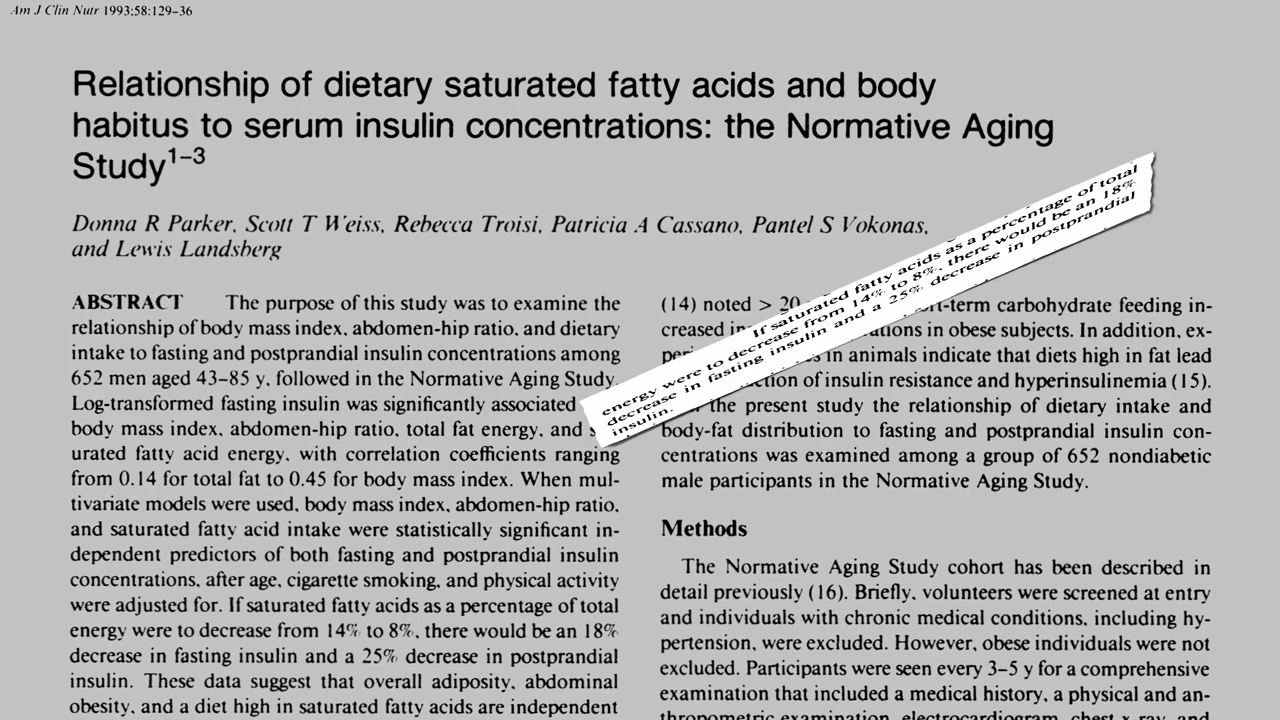 Am J Clin Nutr 1993;58:129–36
Relationship of dietary saturated fatty acids and body
habitus to serum insulin concentrations: the Normative Aging
Study1–3
Donna R Parker, Scott T Weiss, Rebecca Troisi, Patricia A Cassano, Pantel S Vokonas,
and Lewis Landsberg
ABSTRACT The purpose of this study was to examine the
relationship of body mass index, abdomen-hip ratio, and dietary
intake to fasting and postprandial insulin concentrations among
652 men aged 43–85 y, followed in the Normative Aging Study.
Log-transformed fasting insulin was significantly associated
body mass index, abdomen-hip ratio, total fat energy, and
urated fatty acid energy, with correlation coefficients ranging
from 0.14 for total fat to 0.45 for body mass index. When mul-
tivariate models were used, body mass index, abdomen-hip ratio,
and saturated fatty acid intake were statistically significant in-
dependent predictors of both fasting and postprandial insulin
concentrations, after age, cigarette smoking, and physical activity
were adjusted for. If saturated fatty acids as a percentage of total
energy were to decrease from 14% to 8%, there would be an 18%
decrease in fasting insulin and a 25% decrease in postprandial
insulin. These data suggest that overall adiposity, abdominal
obesity, and a diet high in saturated fatty acids are independent
If saturated fatty acids as a percentage of total
energy were to decrease from 14% to 8%, there would be an 18%
decrease in fasting insulin and a 25% decrease in postprandial
insulin.
(14) noted > 20 rt-term carbohydrate feeding in-
creased in ations in obese subjects. In addition, ex-
peri s in animals indicate that diets high in fat lead
ction of insulin resistance and hyperinsulinemia (15).
the present study the relationship of dietary intake and
body-fat distribution to fasting and postprandial insulin con-
centrations was examined among a group of 652 nondiabetic
male participants in the Normative Aging Study.
Methods
The Normative Aging Study cohort has been described in
detail previously (16). Briefly, volunteers were screened at entry
and individuals with chronic medical conditions, including hy-
pertension, were excluded. However, obese individuals were not
excluded. Participants were seen every 3–5 y for a comprehensive
examination that included a medical history, a physical and an-
thropometric examination, electrocardiogram, chest x-ray, and